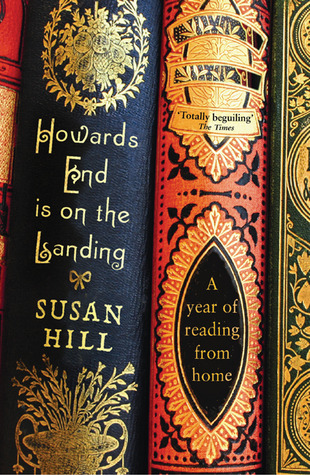 Howards
End
is on the
Landing
SUSAN
HILL
‘Totally beguiling’
The Times
A
year of
reading
from
home